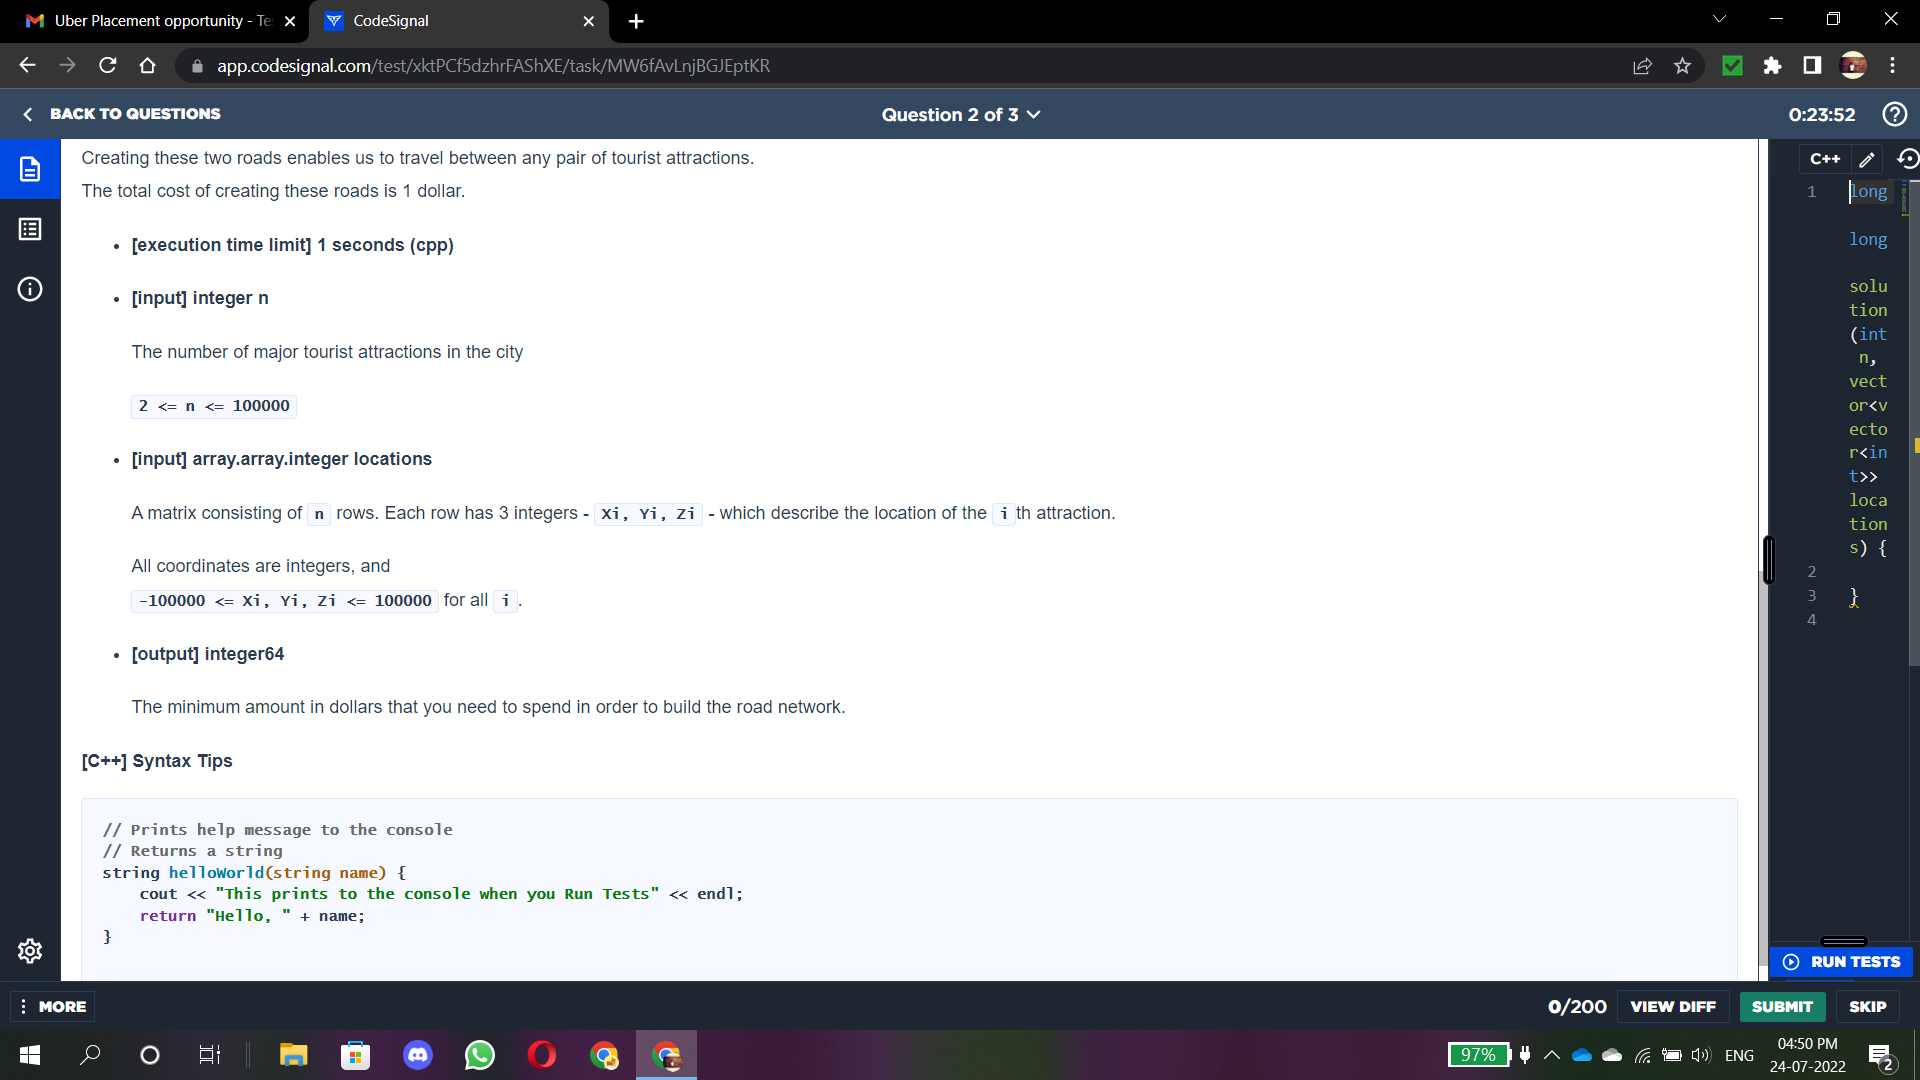 Uber Placement opportunity - Te
CodeSignal
app.codesignal.com/test/xktPCf5dzhrFAShXE/task/MW6fAvLnjBGJEptKR
BACK TO QUESTIONS
Question 2 of 3
0:23:52
Creating these two roads enables us to travel between any pair of tourist attractions.
The total cost of creating these roads is 1 dollar.
• [execution time limit] 1 seconds (cpp)
• [input] integer n
The number of major tourist attractions in the city
2 <= n <= 100000
• [input] array.array.integer locations
A matrix consisting of n rows. Each row has 3 integers - Xi, Yi, Zi - which describe the location of the i th attraction.
All coordinates are integers, and
-100000 <= Xi, Yi, Zi <= 100000 for all i.
• [output] integer64
The minimum amount in dollars that you need to spend in order to build the road network.
[C++] Syntax Tips
// Prints help message to the console
// Returns a string
string helloWorld(string name) {
cout << "This prints to the console when you Run Tests" << endl;
return "Hello, " + name;
}
C++
1 long
long
solu
tion
(int
n,
vect
or<v
ecto
r<in
t>>
loca
tion
s) {
2
3 }
4
RUN TESTS
MORE
0/200
VIEW DIFF
SUBMIT
SKIP
97%
ENG
04:50 PM
24-07-2022
2